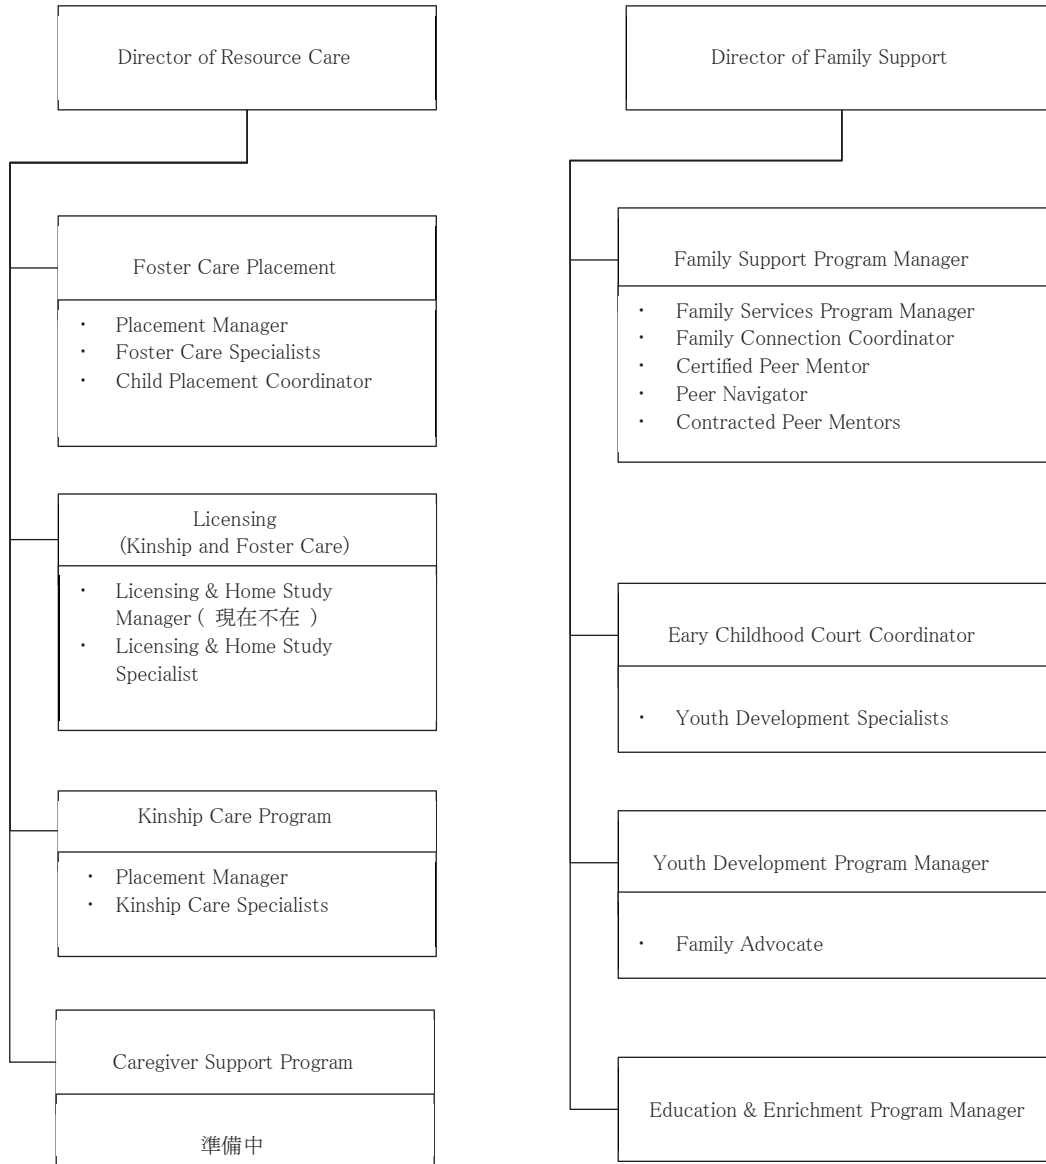 Director of Resource Care
Foster Care Placement
・ Placement Manager
・ Foster Care Specialists
・ Child Placement Coordinator
Licensing
(Kinship and Foster Care)
・ Licensing & Home Study
Manager ( 現在不在 )
・ Licensing & Home Study
Specialist
Kinship Care Program
・ Placement Manager
・ Kinship Care Specialists
Caregiver Support Program
準備中
Director of Family Support
Family Support Program Manager
・ Family Services Program Manager
・ Family Connection Coordinator
・ Certified Peer Mentor
・ Peer Navigator
・ Contracted Peer Mentors
Eary Childhood Court Coordinator
・ Youth Development Specialists
Youth Development Program Manager
・ Family Advocate
Education & Enrichment Program Manager